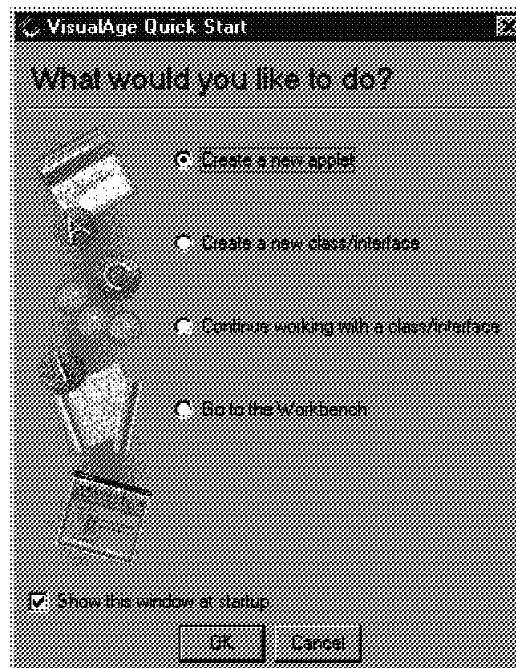 VisualAge Quick Start
What would you like to do?
Create a new applet
Create a new class/interface
Continue working with a class/interface
Go to the Workbench
Show this window at startup
OK
Cancel